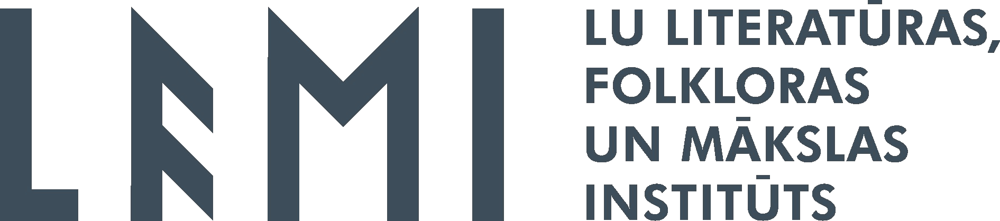 LFMI
LU LITERATŪRAS,
FOLKLORAS
UN MĀKSLAS
INSTITŪTS